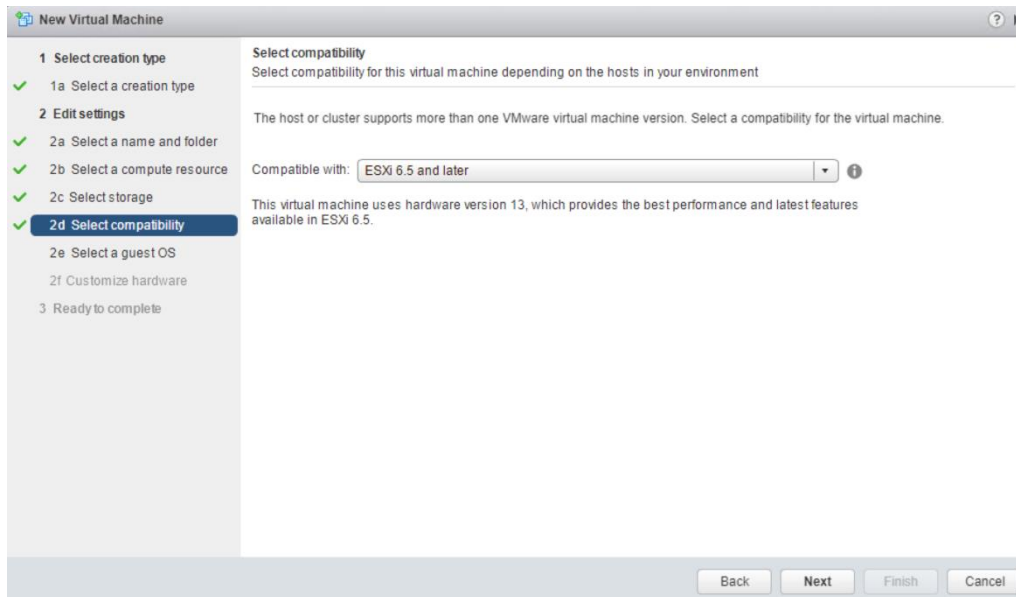 New Virtual Machine
?
1 Select creation type
1a Select a creation type
2 Edit settings
2a Select a name and folder
2b Select a compute resource
2c Select storage
2d Select compatibility
2e Select a guest OS
2f Customize hardware
3 Ready to complete
Select compatibility
Select compatibility for this virtual machine depending on the hosts in your environment
The host or cluster supports more than one VMware virtual machine version. Select a compatibility for the virtual machine.
Compatible with: ESXi 6.5 and later
This virtual machine uses hardware version 13, which provides the best performance and latest features
available in ESXi 6.5.
Back Next Finish Cancel